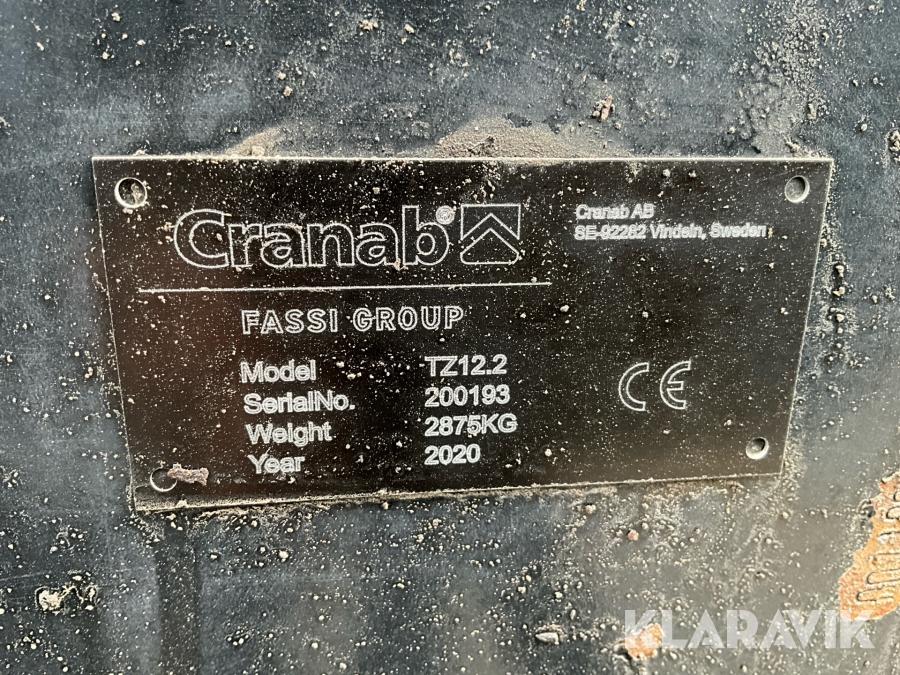 Cranab®
Cranab AB
SE-92282 Vindeln, Sweden
FASSI GROUP
Model TZ12.2
SerialNo. 200193
Weight 2875KG
Year 2020
CE
KLARAVIK